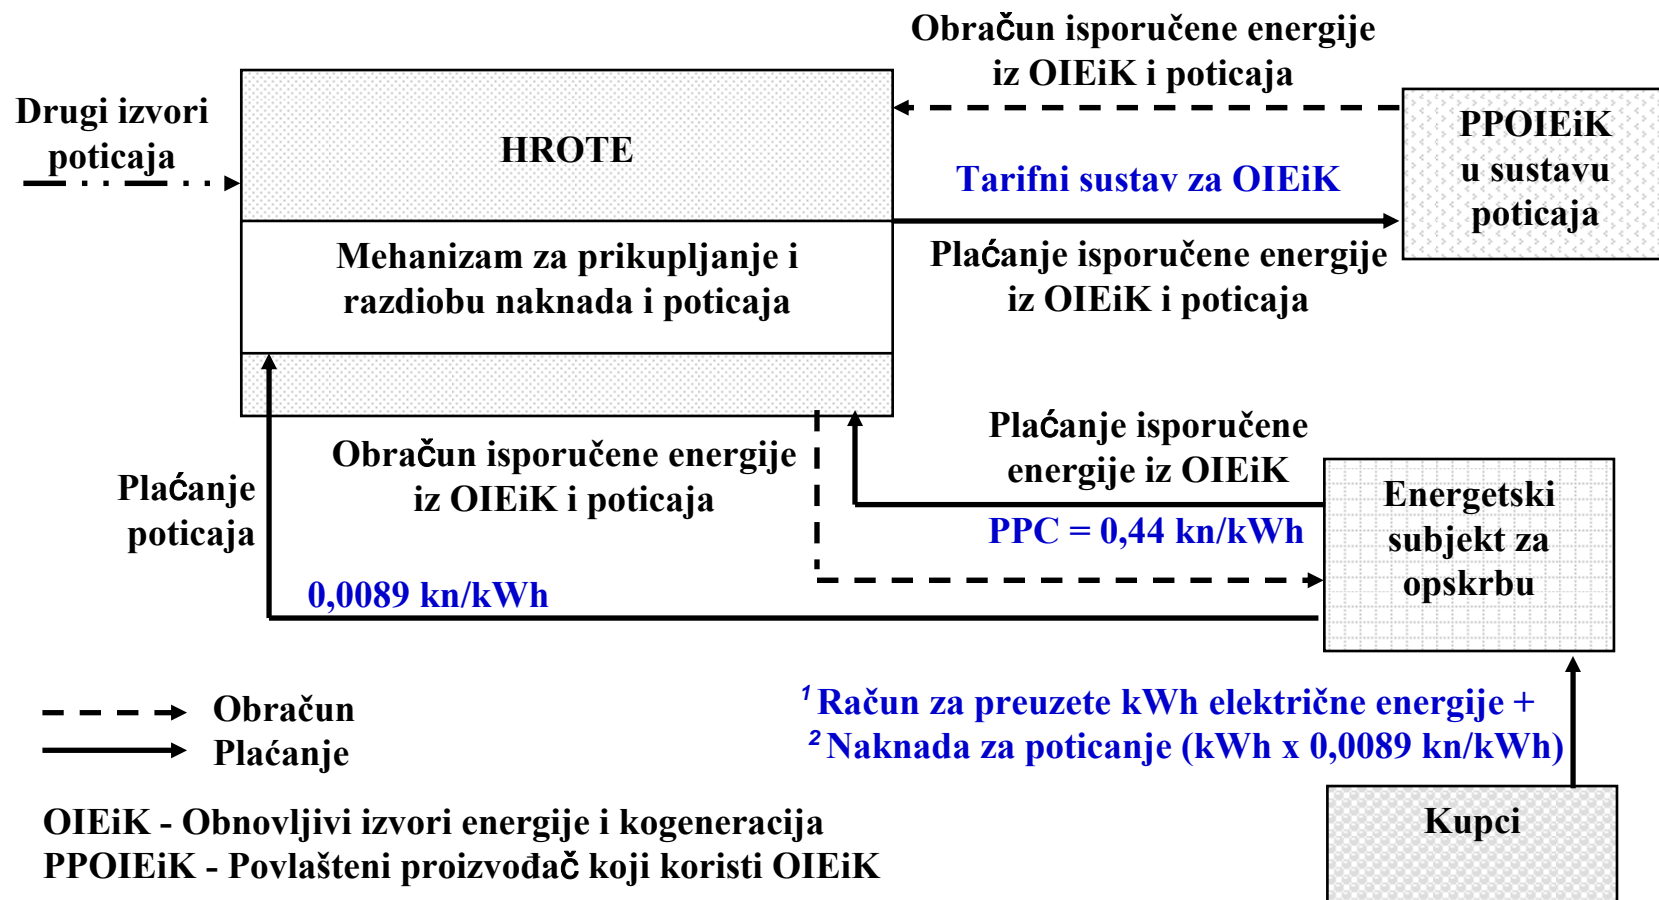 Obračun isporučene energije
iz OIEiK i poticaja
Drugi izvori
poticaja
HROTE
PPOIEiK
u sustavu
poticaja
Tarifni sustav za OIEiK
Mehanizam za prikupljanje i
razdiobu naknada i poticaja
Plaćanje isporučene energije
iz OIEiK i poticaja
Plaćanje
poticaja
Obračun isporučene energije
iz OIEiK i poticaja
Plaćanje isporučene
energije iz OIEiK
PPC = 0,44 kn/kWh
Energetski
subjekt za
opskrbu
0,0089 kn/kWh
Obračun
Plaćanje
¹ Račun za preuzete kWh električne energije +
² Naknada za poticanje (kWh x 0,0089 kn/kWh)
Kupci
OIEiK - Obnovljivi izvori energije i kogeneracija
PPOIEiK - Povlašteni proizvođač koji koristi OIEiK